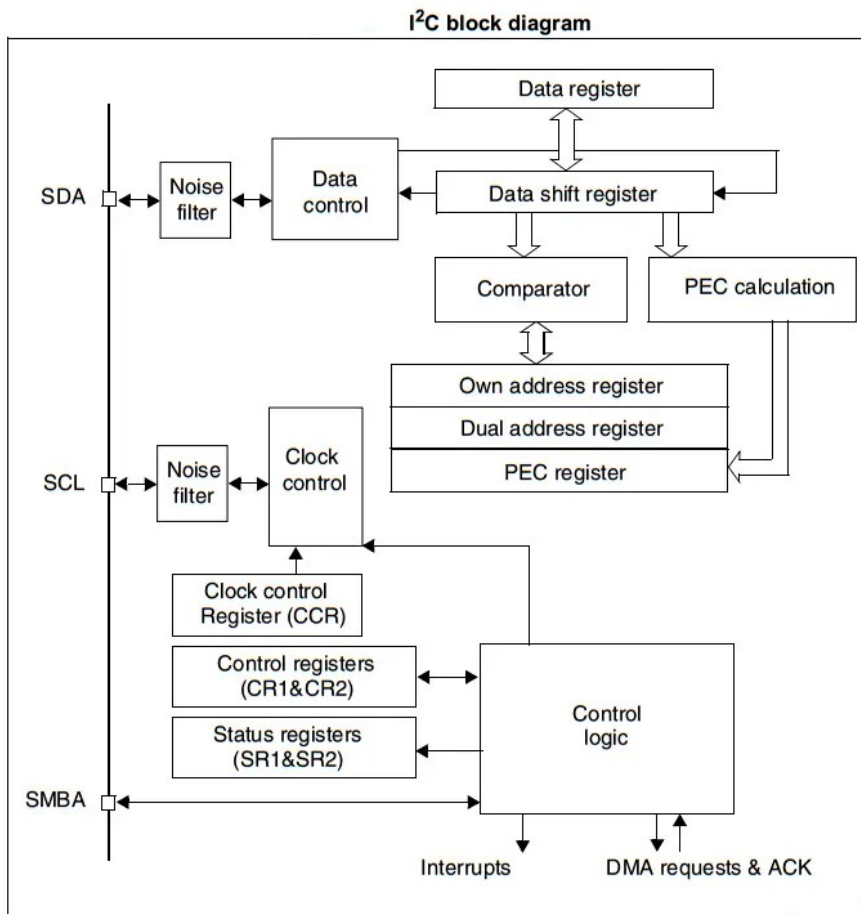 I²C block diagram
Data register
SDA
Noise
filter
Data
control
Data shift register
Comparator
PEC calculation
Own address register
Dual address register
PEC register
SCL
Noise
filter
Clock
control
Clock control
Register (CCR)
Control registers
(CR1&CR2)
Status registers
(SR1&SR2)
Control
logic
SMBA
Interrupts
DMA requests & ACK